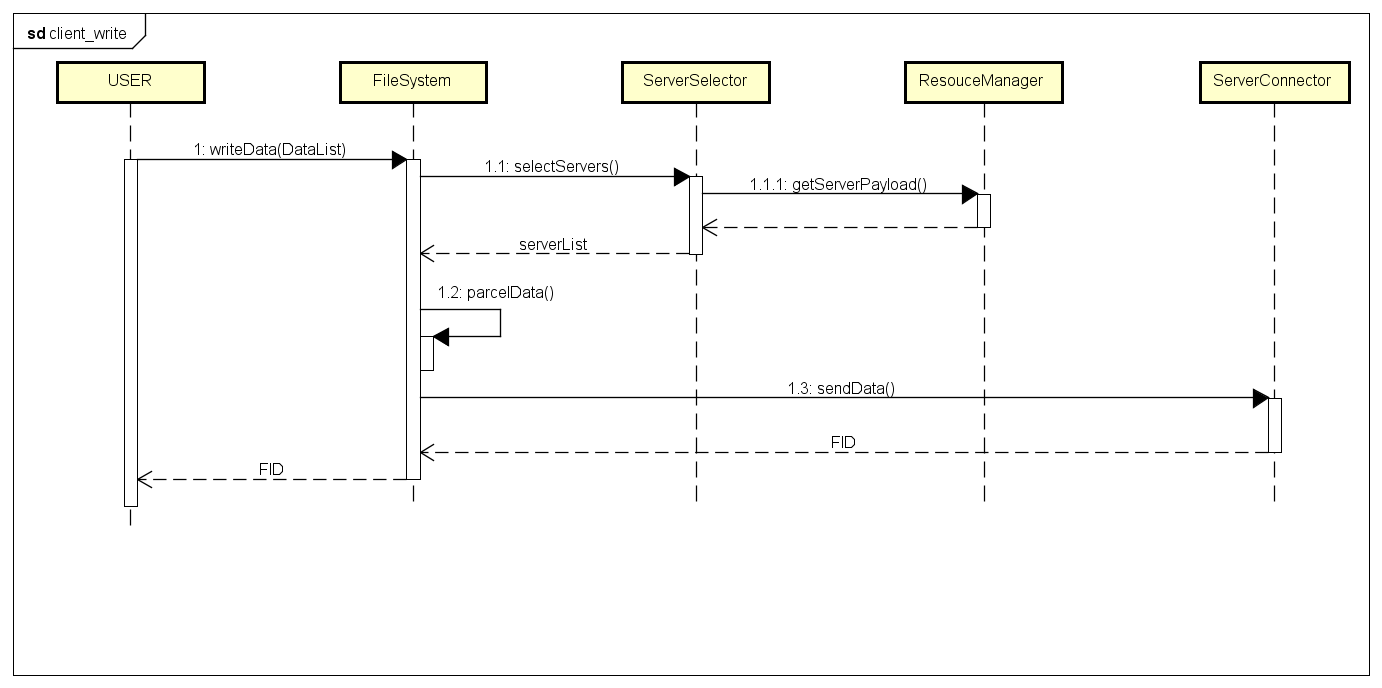 sd client_write
USER
FileSystem
ServerSelector
ResouceManager
ServerConnector
1: writeData(DataList)
1.1: selectServers()
1.1.1: getServerPayload()
serverList
1.2: parcelData()
1.3: sendData()
FID
FID